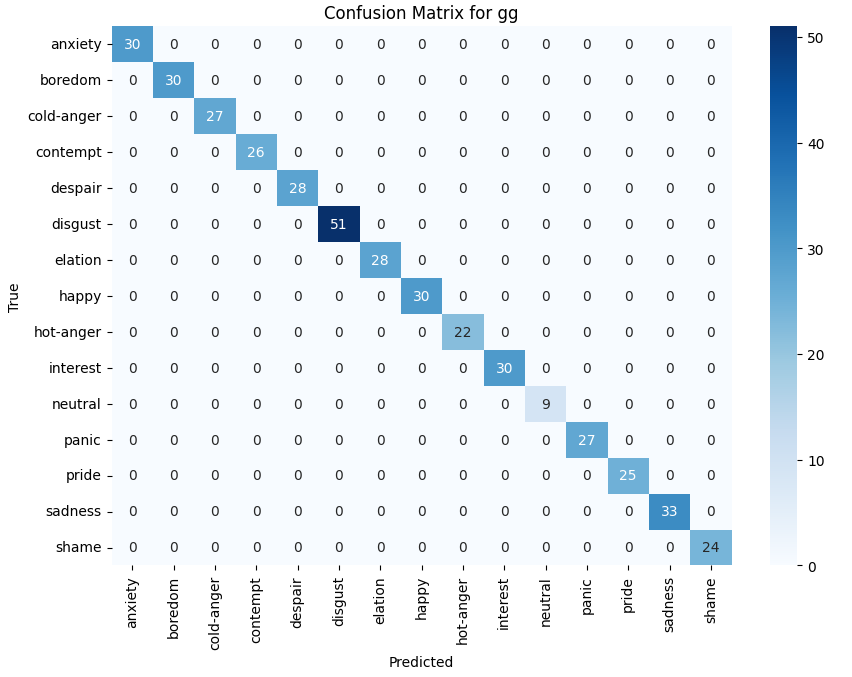 Confusion Matrix for gg
anxiety 30 0 0 0 0 0 0 0 0 0 0 0 0 0 0
boredom 0 30 0 0 0 0 0 0 0 0 0 0 0 0 0
cold-anger 0 0 27 0 0 0 0 0 0 0 0 0 0 0 0
contempt 0 0 0 26 0 0 0 0 0 0 0 0 0 0 0
despair 0 0 0 0 28 0 0 0 0 0 0 0 0 0 0
disgust 0 0 0 0 0 51 0 0 0 0 0 0 0 0 0
elation 0 0 0 0 0 0 28 0 0 0 0 0 0 0 0
happy 0 0 0 0 0 0 0 30 0 0 0 0 0 0 0
hot-anger 0 0 0 0 0 0 0 0 22 0 0 0 0 0 0
interest 0 0 0 0 0 0 0 0 0 30 0 0 0 0 0
neutral 0 0 0 0 0 0 0 0 0 0 9 0 0 0 0
panic 0 0 0 0 0 0 0 0 0 0 0 27 0 0 0
pride 0 0 0 0 0 0 0 0 0 0 0 0 25 0 0
sadness 0 0 0 0 0 0 0 0 0 0 0 0 0 33 0
shame 0 0 0 0 0 0 0 0 0 0 0 0 0 0 24
True
anxiety boredom cold-anger contempt despair disgust elation happy hot-anger interest neutral panic pride sadness shame
Predicted
50
40
30
20
10
0